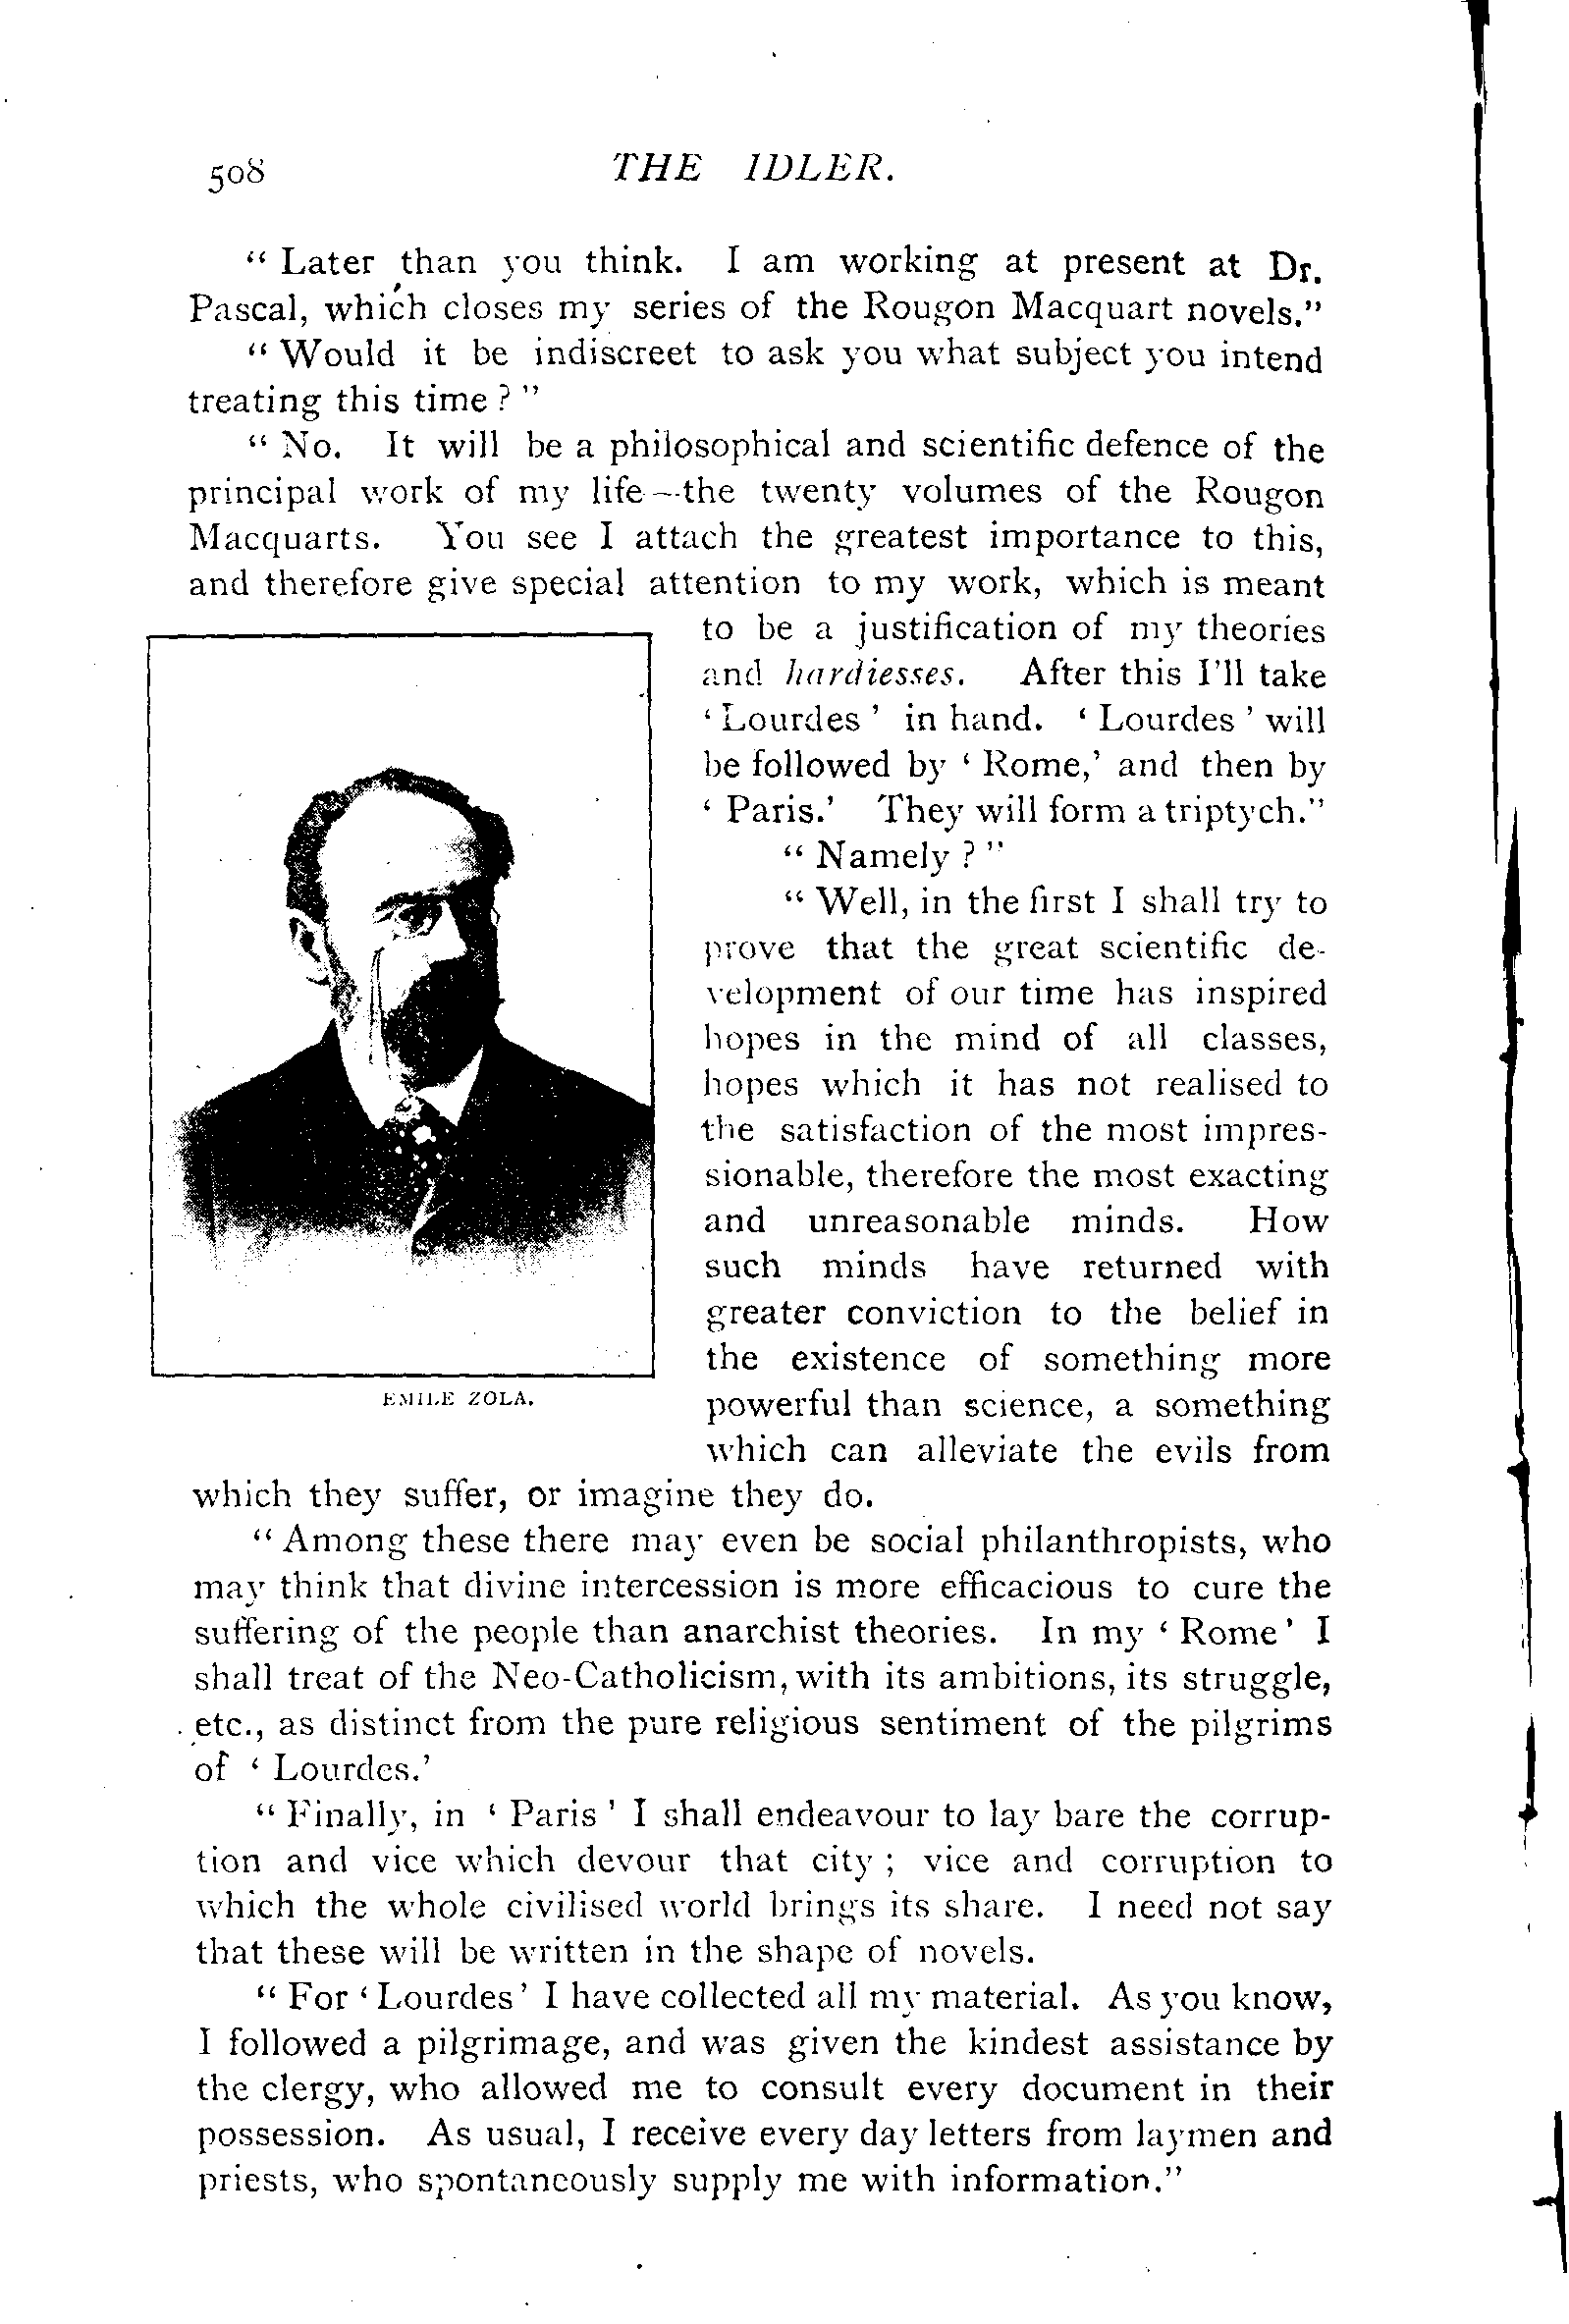 508 THE IDLER.
“ Later than you think. I am working at present at Dr.
Pascal, which closes my series of the Rougon Macquart novels.”
“ Would it be indiscreet to ask you what subject you intend
treating this time ? ”
“ No. It will be a philosophical and scientific defence of the
principal work of my life—the twenty volumes of the Rougon
Macquarts. You see I attach the greatest importance to this,
and therefore give special attention to my work, which is meant
to be a justification of my theories
and hardiesses. After this I’ll take
‘ Lourdes ’ in hand. ‘ Lourdes ’ will
be followed by ‘ Rome,’ and then by
‘ Paris.’ They will form a triptych.”
“ Namely ? ”
“ Well, in the first I shall try to
prove that the great scientific de-
velopment of our time has inspired
hopes in the mind of all classes,
hopes which it has not realised to
the satisfaction of the most impres-
sionable, therefore the most exacting
and unreasonable minds. How
such minds have returned with
greater conviction to the belief in
the existence of something more
powerful than science, a something
which can alleviate the evils from
EMILE ZOLA.
which they suffer, or imagine they do.
“ Among these there may even be social philanthropists, who
may think that divine intercession is more efficacious to cure the
suffering of the people than anarchist theories. In my ‘ Rome ’ I
shall treat of the Neo-Catholicism, with its ambitions, its struggle,
etc., as distinct from the pure religious sentiment of the pilgrims
of ‘ Lourdes.’
“ Finally, in ‘ Paris ’ I shall endeavour to lay bare the corrup-
tion and vice which devour that city ; vice and corruption to
which the whole civilised world brings its share. I need not say
that these will be written in the shape of novels.
“ For ‘ Lourdes ’ I have collected all my material. As you know,
I followed a pilgrimage, and was given the kindest assistance by
the clergy, who allowed me to consult every document in their
possession. As usual, I receive every day letters from laymen and
priests, who spontaneously supply me with information.”